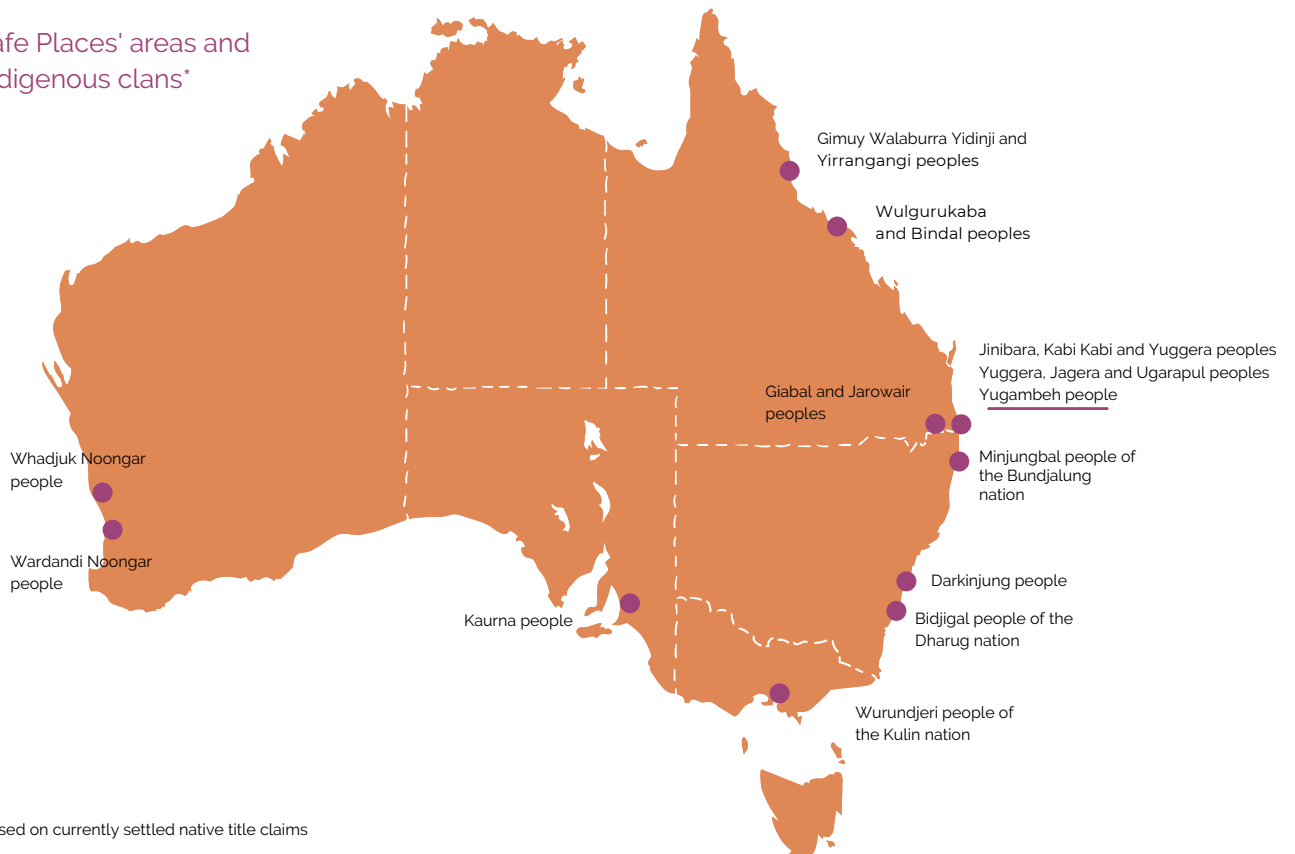 afe Places' areas and
digenous clans*
Gimuy Walaburra Yidinji and
Yirrangangi peoples
Wulgurukaba
and Bindal peoples
Jinibara, Kabi Kabi and Yuggera peoples
Yuggera, Jagera and Ugarapul peoples
Yugambeh people
Giabal and Jarowair
peoples
Minjungbal people of
the Bundjalung
nation
Whadjuk Noongar
people
Wardandi Noongar
people
Darkinjung people
Kaurna people
Bidjigal people of the
Dharug nation
Wurundjeri people of
the Kulin nation
sed on currently settled native title claims